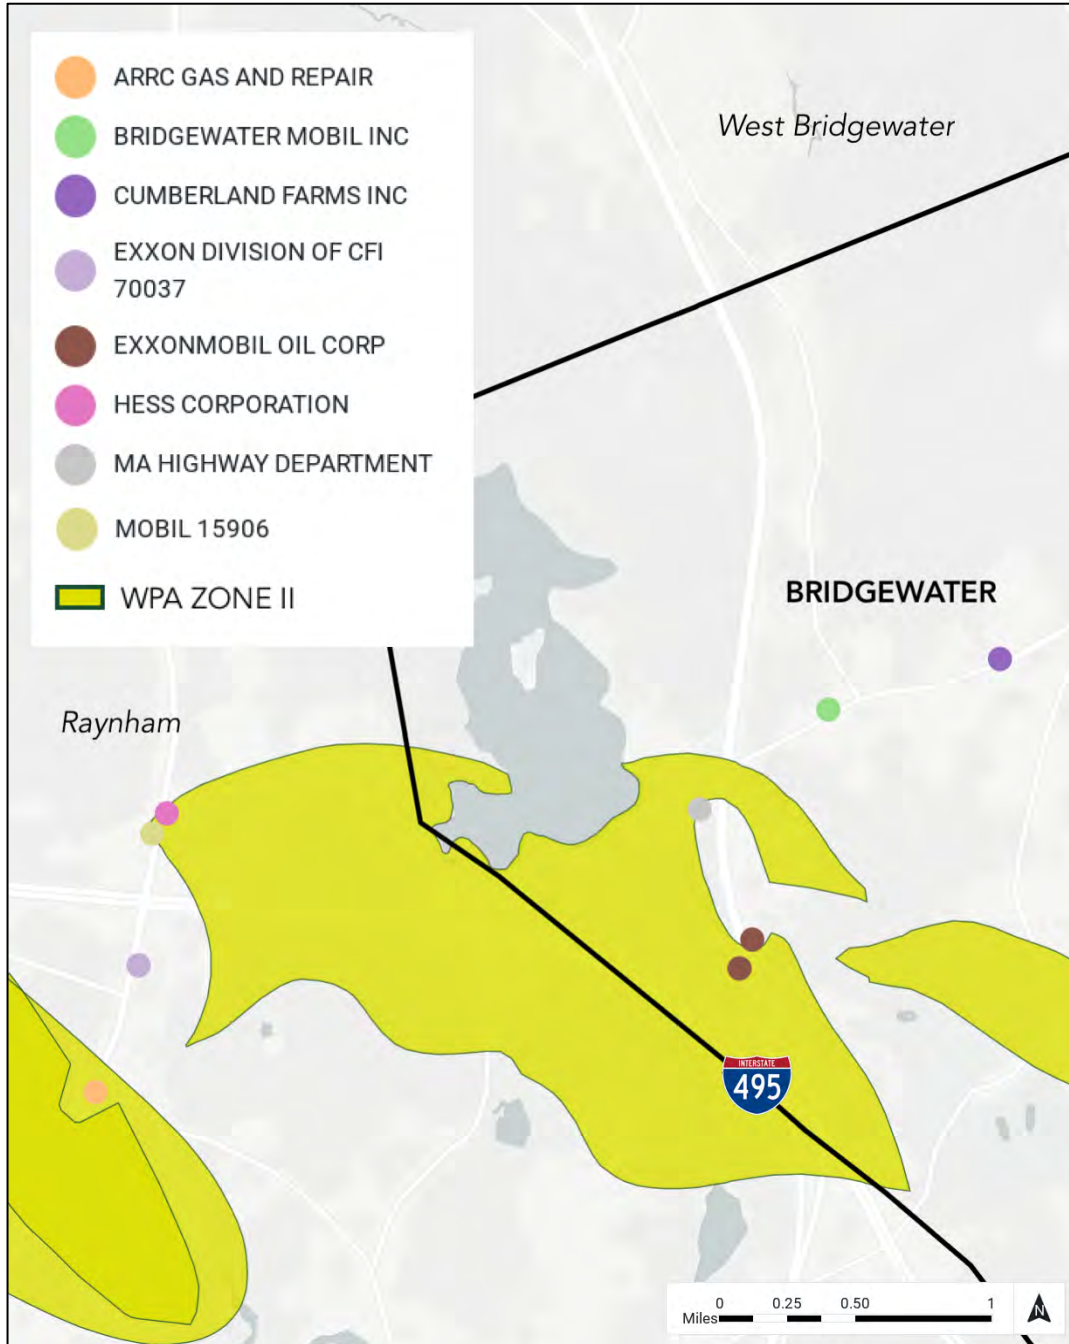 ARRC GAS AND REPAIR
BRIDGEWATER MOBIL INC
CUMBERLAND FARMS INC
EXXON DIVISION OF CFI
70037
EXXONMOBIL OIL CORP
HESS CORPORATION
MA HIGHWAY DEPARTMENT
MOBIL 15906
WPA ZONE II
West Bridgewater
BRIDGEWATER
Raynham
INTERSTATE
495
0 0.25 0.50 1
Miles
N